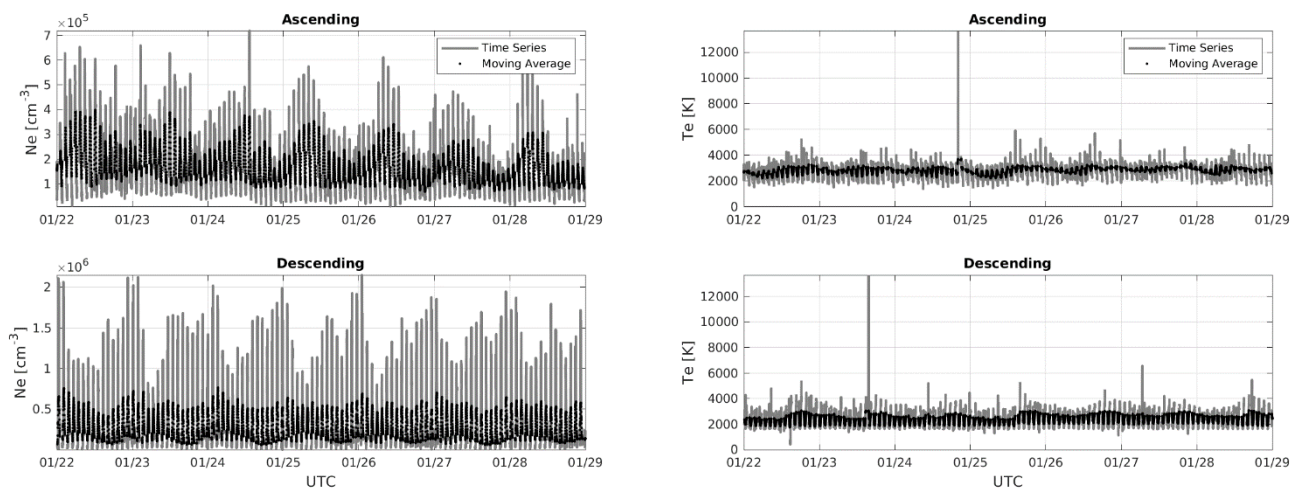 Ascending
×10^5
7
6
5
4
3
2
1
Ne [cm^-3]
Time Series
Moving Average
01/22 01/23 01/24 01/25 01/26 01/27 01/28 01/29
Ascending
12000
10000
8000
6000
4000
2000
0
Te [K]
Time Series
Moving Average
01/22 01/23 01/24 01/25 01/26 01/27 01/28 01/29
Descending
×10^6
2
1.5
1
0.5
Ne [cm^-3]
01/22 01/23 01/24 01/25 01/26 01/27 01/28 01/29
UTC
Descending
12000
10000
8000
6000
4000
2000
0
Te [K]
01/22 01/23 01/24 01/25 01/26 01/27 01/28 01/29
UTC